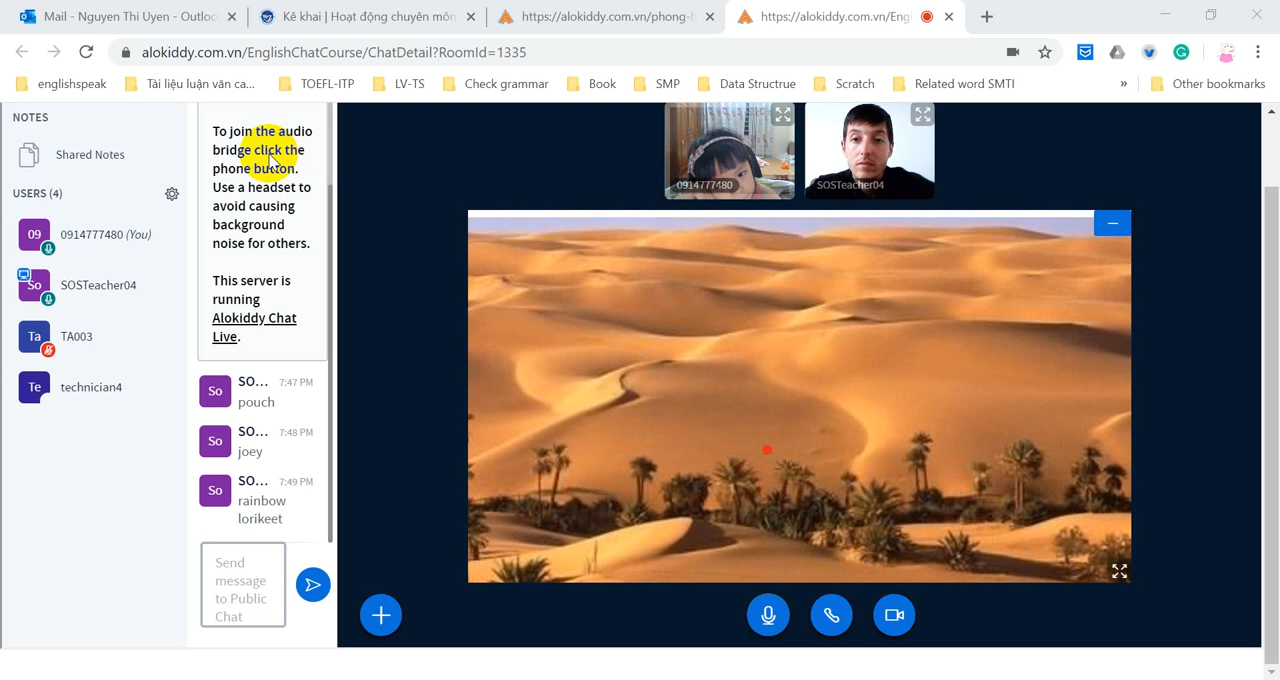 Mail - Nguyen Thi Uyen - Outloo
Kê khai | Hoạt động chuyên môn
https://alokiddy.com.vn/phong-h
https://alokiddy.com.vn/Engl
alokiddy.com.vn/EnglishChatCourse/ChatDetail?RoomId=1335
englishspeak
Tài liệu luận văn ca...
TOEFL-ITP
LV-TS
Check grammar
Book
SMP
Data Structrue
Scratch
Related word SMTI
»
Other bookmarks
NOTES
Shared Notes
USERS (4)
09
0914777480 (You)
So
SOSTeacher04
Ta
TA003
Te
technician4
To join the audio
bridge click the
phone button.
Use a headset to
avoid causing
background
noise for others.
This server is
running
Alokiddy Chat
Live.
So
SO... 7:47 PM
pouch
So
SO... 7:48 PM
joey
So
SO... 7:49 PM
rainbow
lorikeet
Send
message
to Public
Chat
0914777480
SOSTeacher04